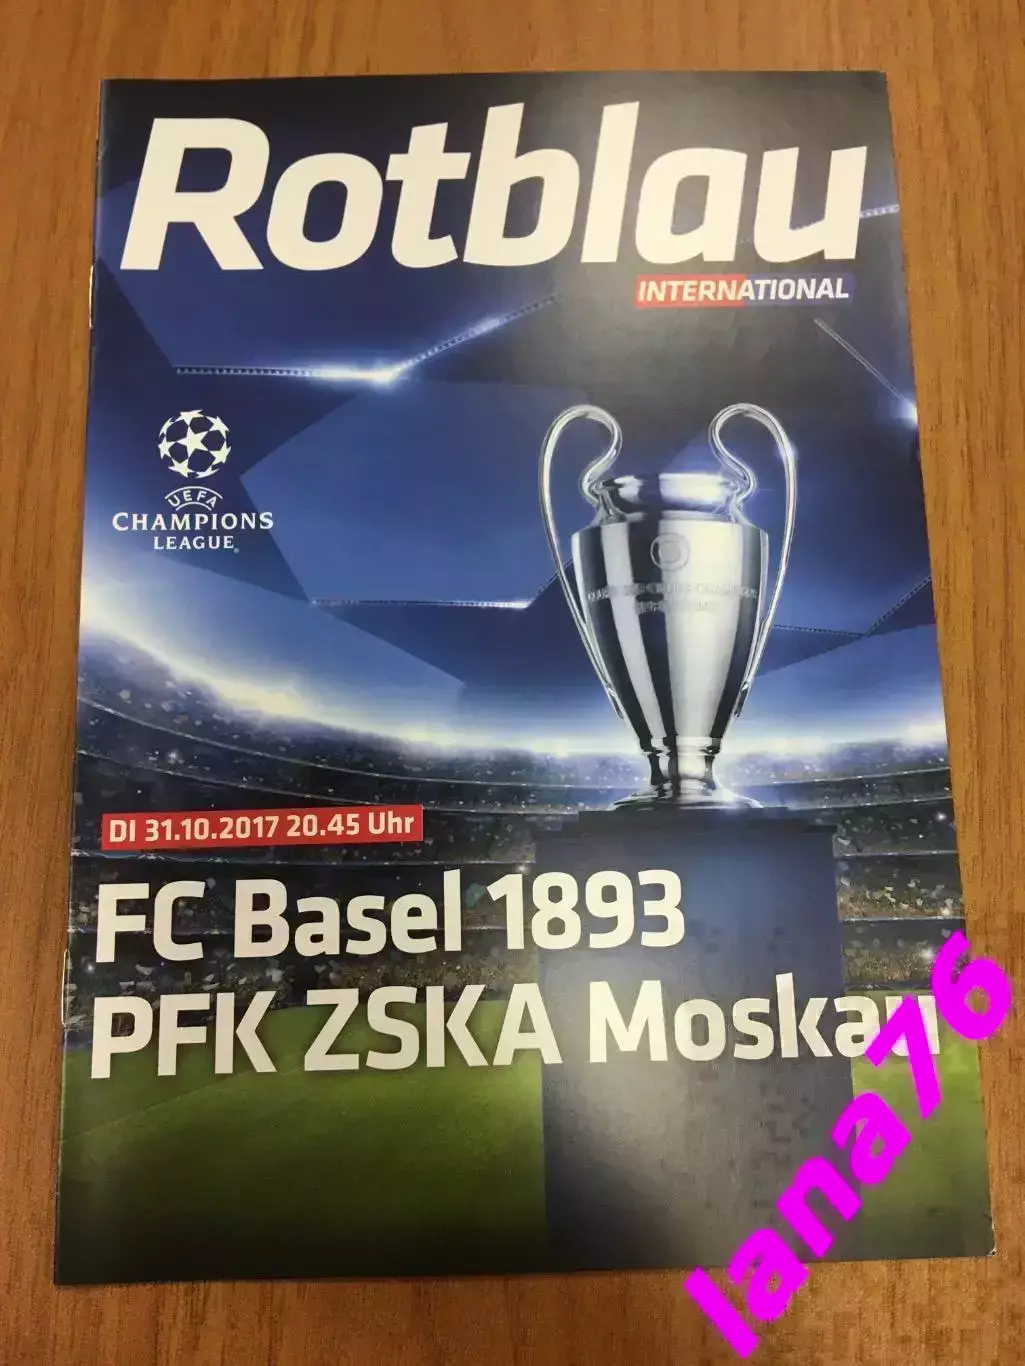 Rotblau
INTERNATIONAL
UEFA
CHAMPIONS
LEAGUE
DI 31.10.2017 20.45 Uhr
FC Basel 1893
PFK ZSKA Moskau
lana76